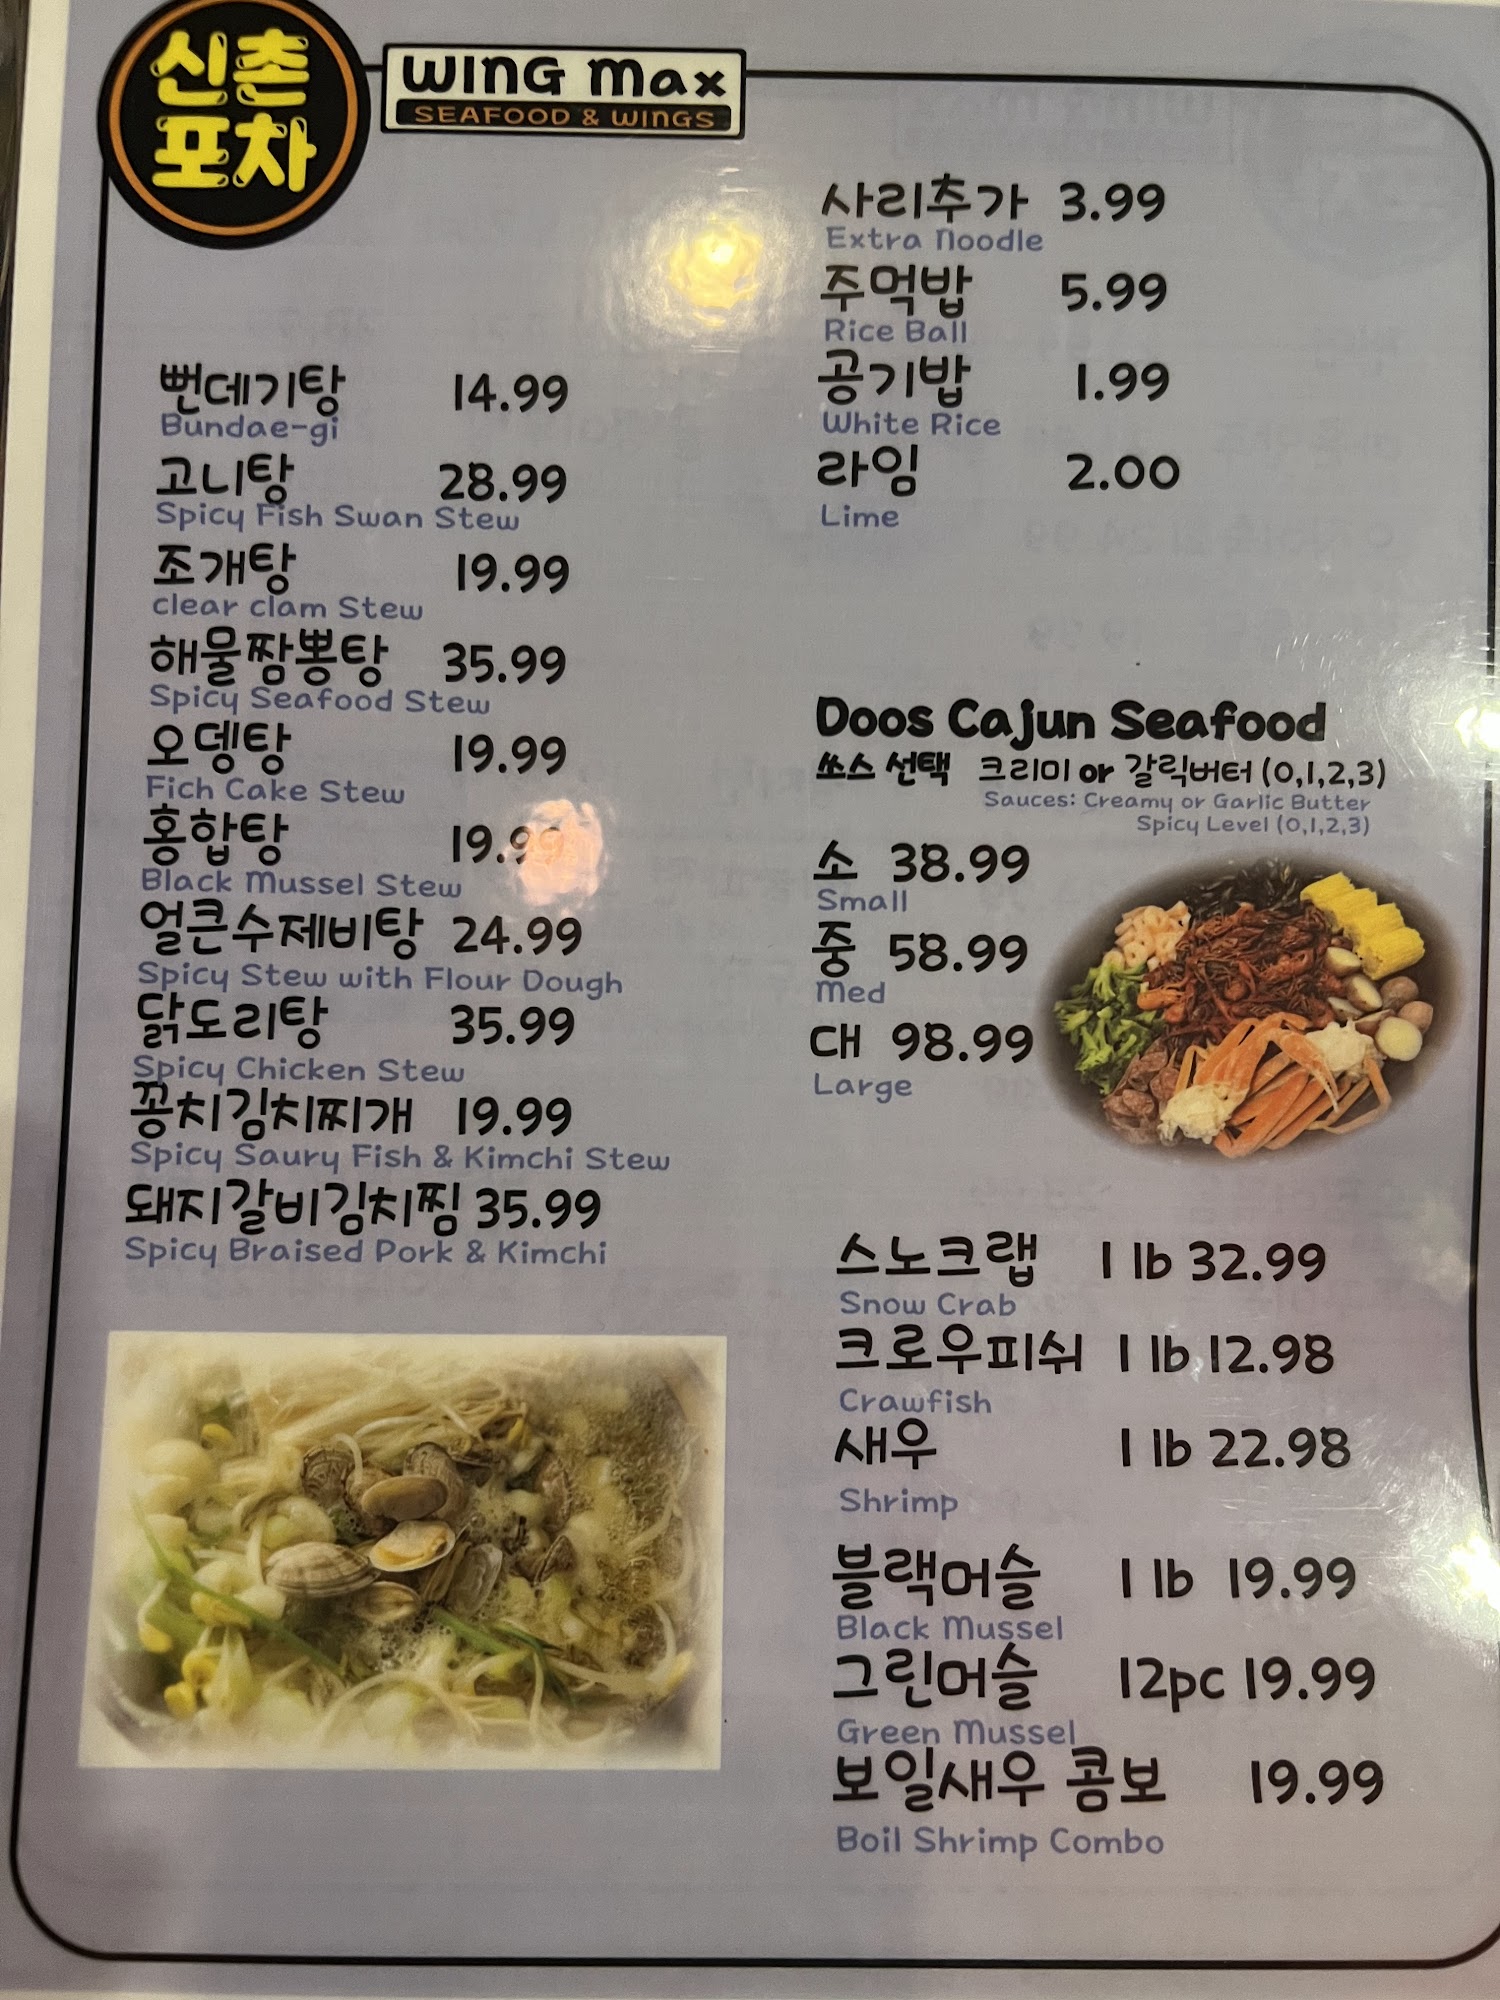 신촌
포차
WING Max
SEAFOOD & WINGS
뻔데기탕 14.99
Bundae-gi
고니탕 28.99
Spicy Fish Swan Stew
조개탕 19.99
clear clam Stew
해물짬뽕탕 35.99
Spicy Seafood Stew
오뎅탕 19.99
Fich Cake Stew
홍합탕 19.99
Black Mussel Stew
얼큰수제비탕 24.99
Spicy Stew with Flour Dough
닭도리탕 35.99
Spicy Chicken Stew
꽁치김치찌개 19.99
Spicy Saury Fish & Kimchi Stew
돼지갈비김치찜 35.99
Spicy Braised Pork & Kimchi
사리추가 3.99
Extra Noodle
주먹밥 5.99
Rice Ball
공기밥 1.99
White Rice
라임 2.00
Lime
Doos Cajun Seafood
쏘스 선택 크리미 or 갈릭버터 (0,1,2,3)
Sauces: Creamy or Garlic Butter
Spicy Level (0,1,2,3)
소 38.99
Small
중 58.99
Med
대 98.99
Large
스노크랩 1 lb 32.99
Snow Crab
크로우피쉬 1 lb 12.98
Crawfish
새우 1 lb 22.98
Shrimp
블랙머슬 1 lb 19.99
Black Mussel
그린머슬 12pc 19.99
Green Mussel
보일새우 콤보 19.99
Boil Shrimp Combo